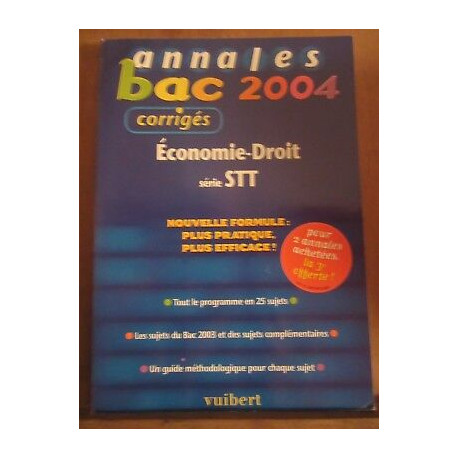 annales
bac 2004
corrigés
Économie-Droit
série STT
NOUVELLE FORMULE :
PLUS PRATIQUE,
PLUS EFFICACE !
pour
2 annales
achetées,
la 3e
offerte !
Tout le programme en 25 sujets
Les sujets du Bac 2003 et des sujets complémentaires
Un guide méthodologique pour chaque sujet
vuibert